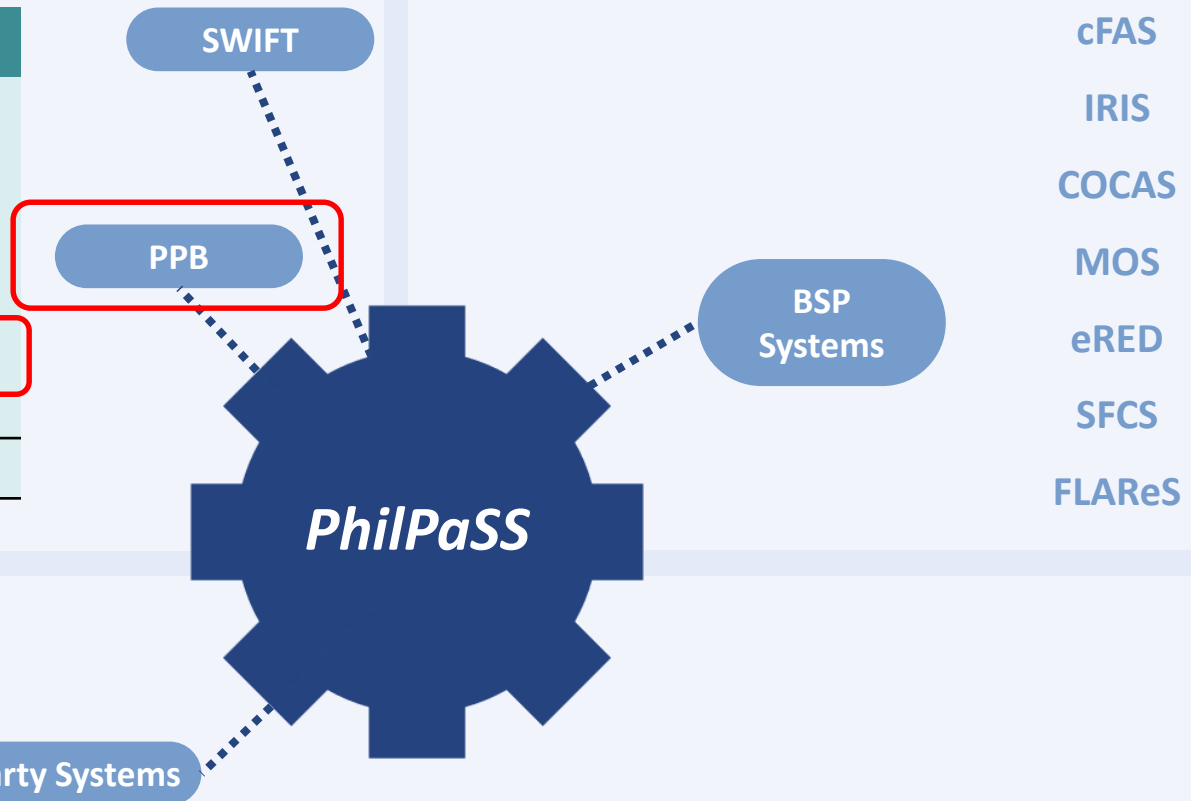 SWIFT
PPB
BSP
Systems
cFAS
IRIS
COCAS
MOS
eRED
SFCS
FLAReS
PhilPaSS
Systems